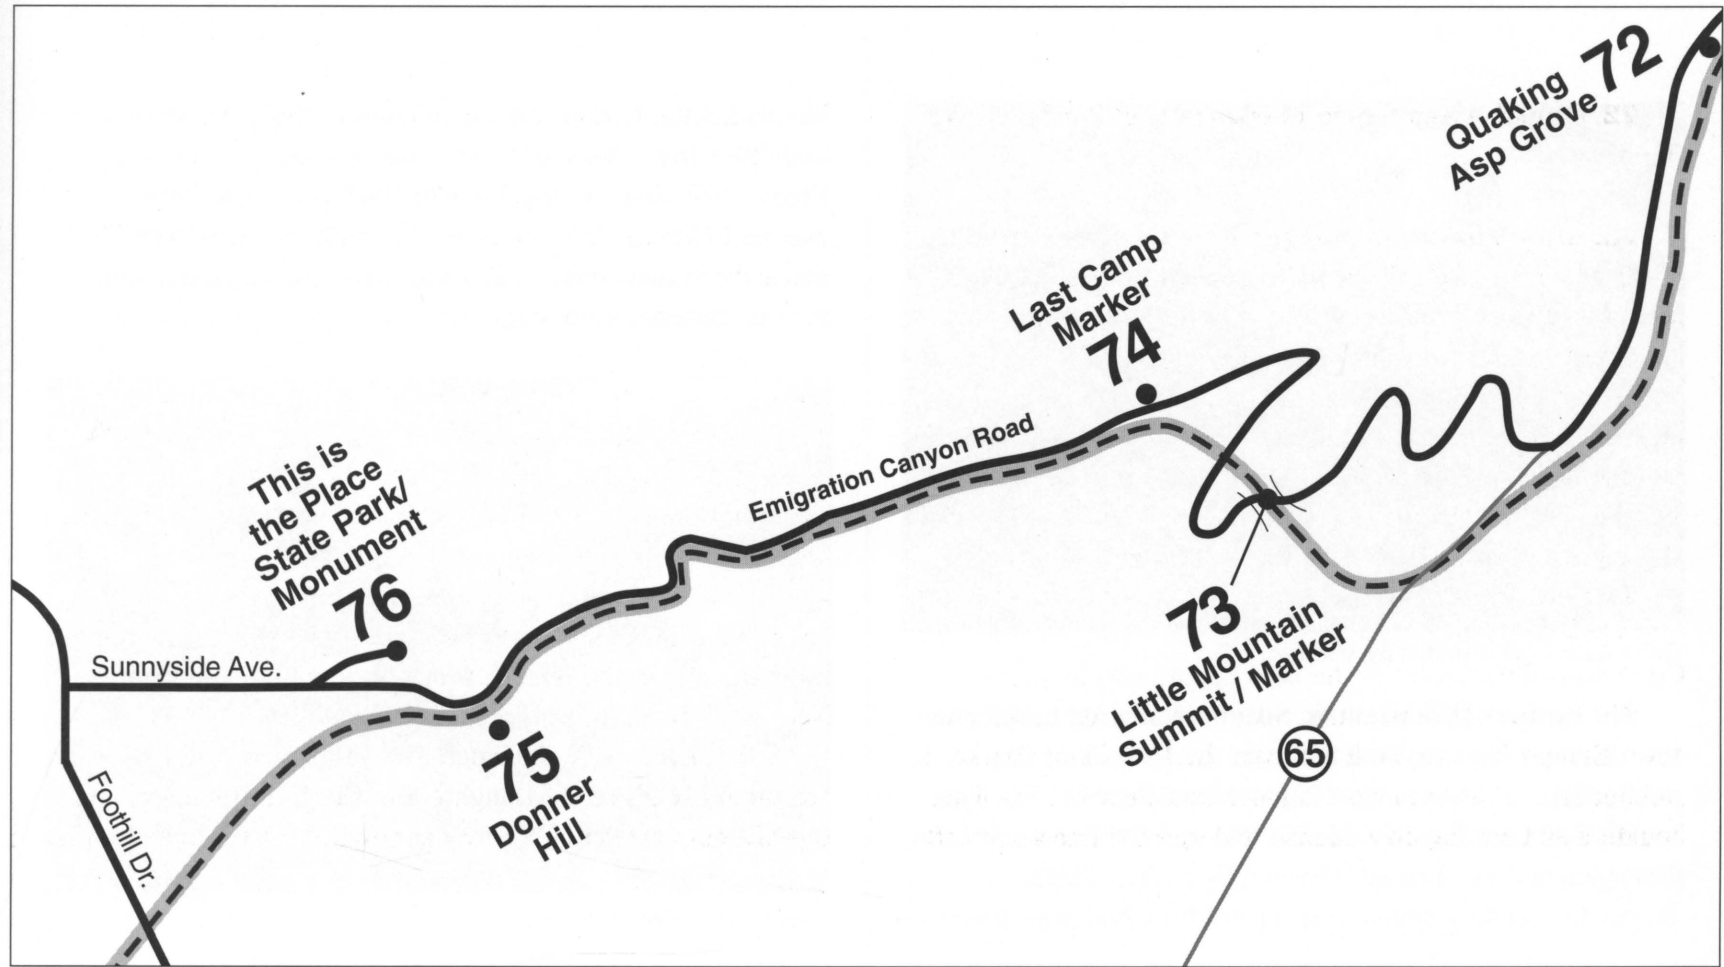 Quaking
Asp Grove
72
Last Camp
Marker
74
Emigration Canyon Road
This is
the Place
State Park/
Monument
76
Sunnyside Ave.
73
Little Mountain
Summit / Marker
65
75
Donner
Hill
Foothill Dr.